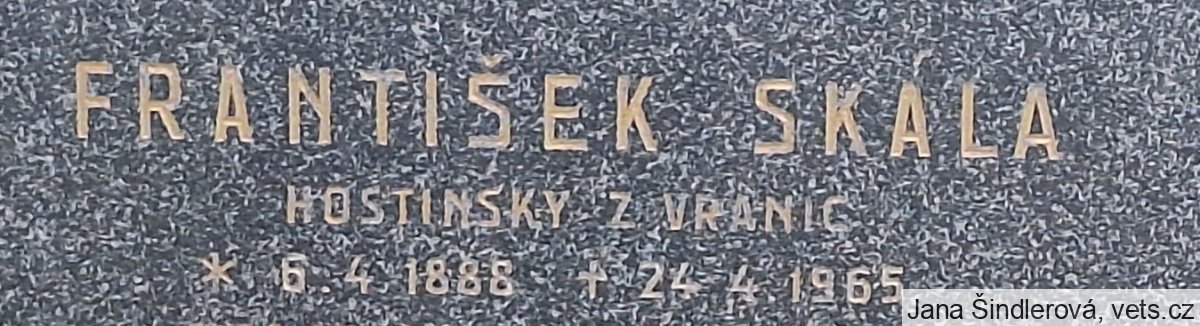 FRANTIŠEK SKÁLA
HOSTINSKÝ Z VRANIC
* 6.4 1888 † 24 4 1965
Jana Šindlerová, vets.cz